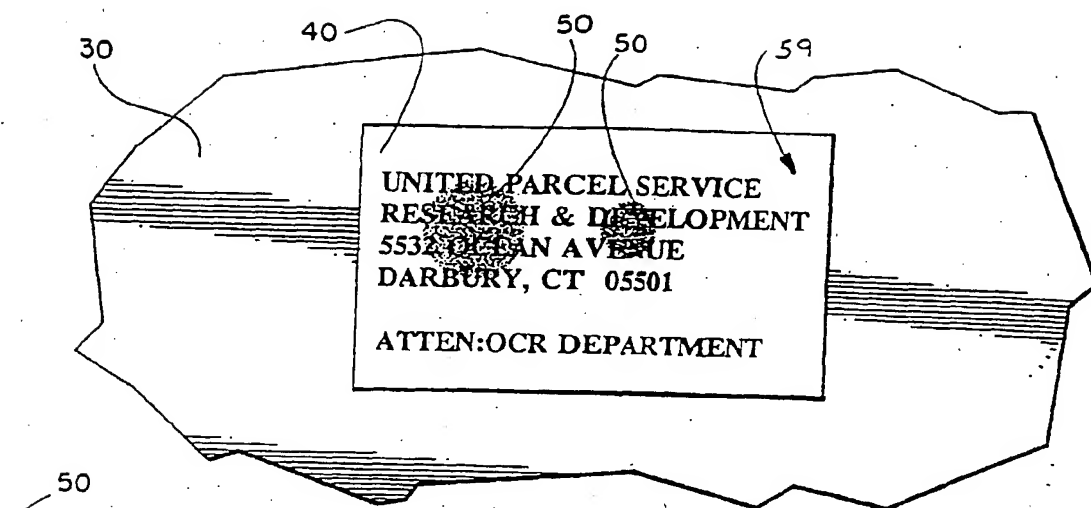 30
40
50
50
59
UNITED PARCEL SERVICE
RESEARCH & DEVELOPMENT
5532 OCEAN AVENUE
DARBURY, CT 05501
ATTEN:OCR DEPARTMENT
50